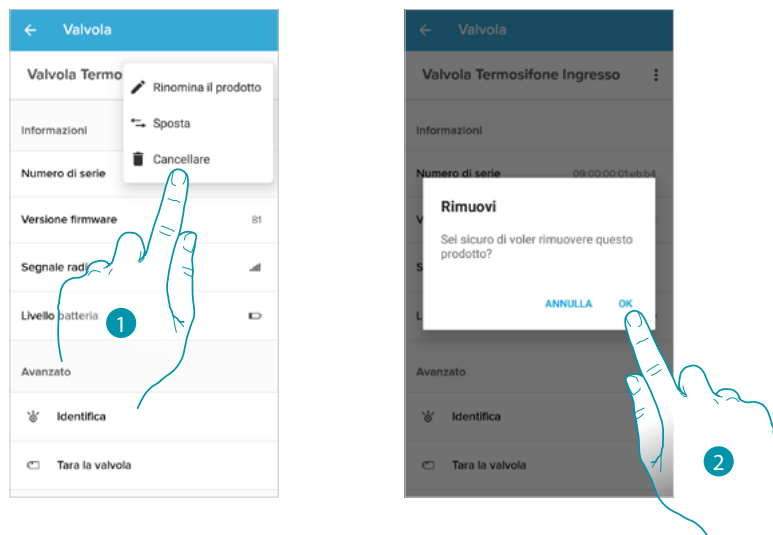 Valvola
Valvola Termo
Rinomina il prodotto
Sposta
Cancellare
Informazioni
Numero di serie
Versione firmware 81
Segnale radi
Livello batteria
1
Avanzato
Identifica
Tara la valvola
Valvola
Valvola Termosifone Ingresso
Informazioni
Numero di serie 09:00:00:01:eb:b4
Rimuovi
Sei sicuro di voler rimuovere questo
prodotto?
ANNULLA OK
V
S
L
Avanzato
Identifica
Tara la valvola
2